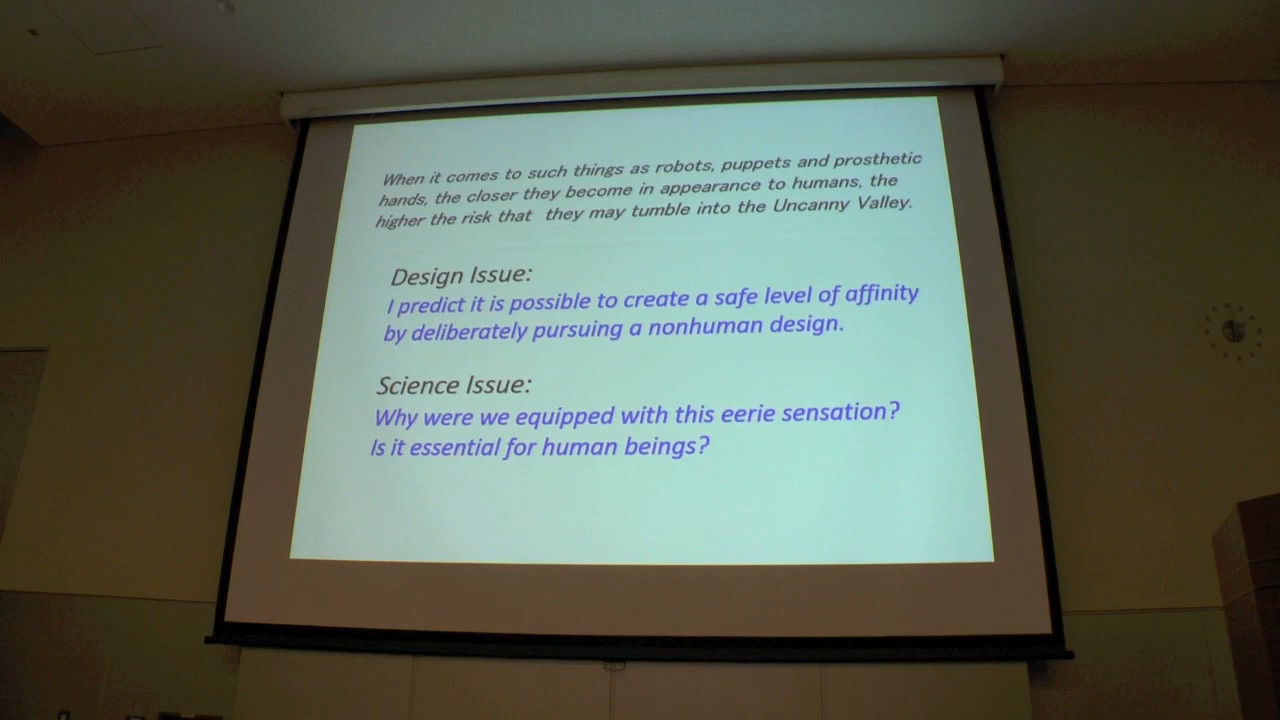 When it comes to such things as robots, puppets and prosthetic
hands, the closer they become in appearance to humans, the
higher the risk that they may tumble into the Uncanny Valley.
Design Issue:
I predict it is possible to create a safe level of affinity
by deliberately pursuing a nonhuman design.
Science Issue:
Why were we equipped with this eerie sensation?
Is it essential for human beings?